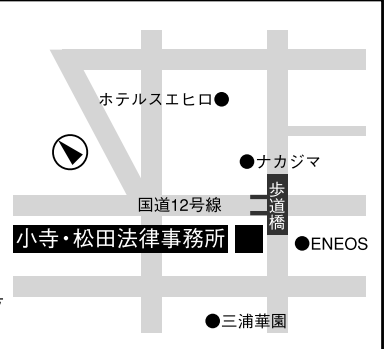 ホテルスエヒロ●
●ナカジマ
歩道橋
国道12号線
小寺・松田法律事務所
●ENEOS
●三浦華園